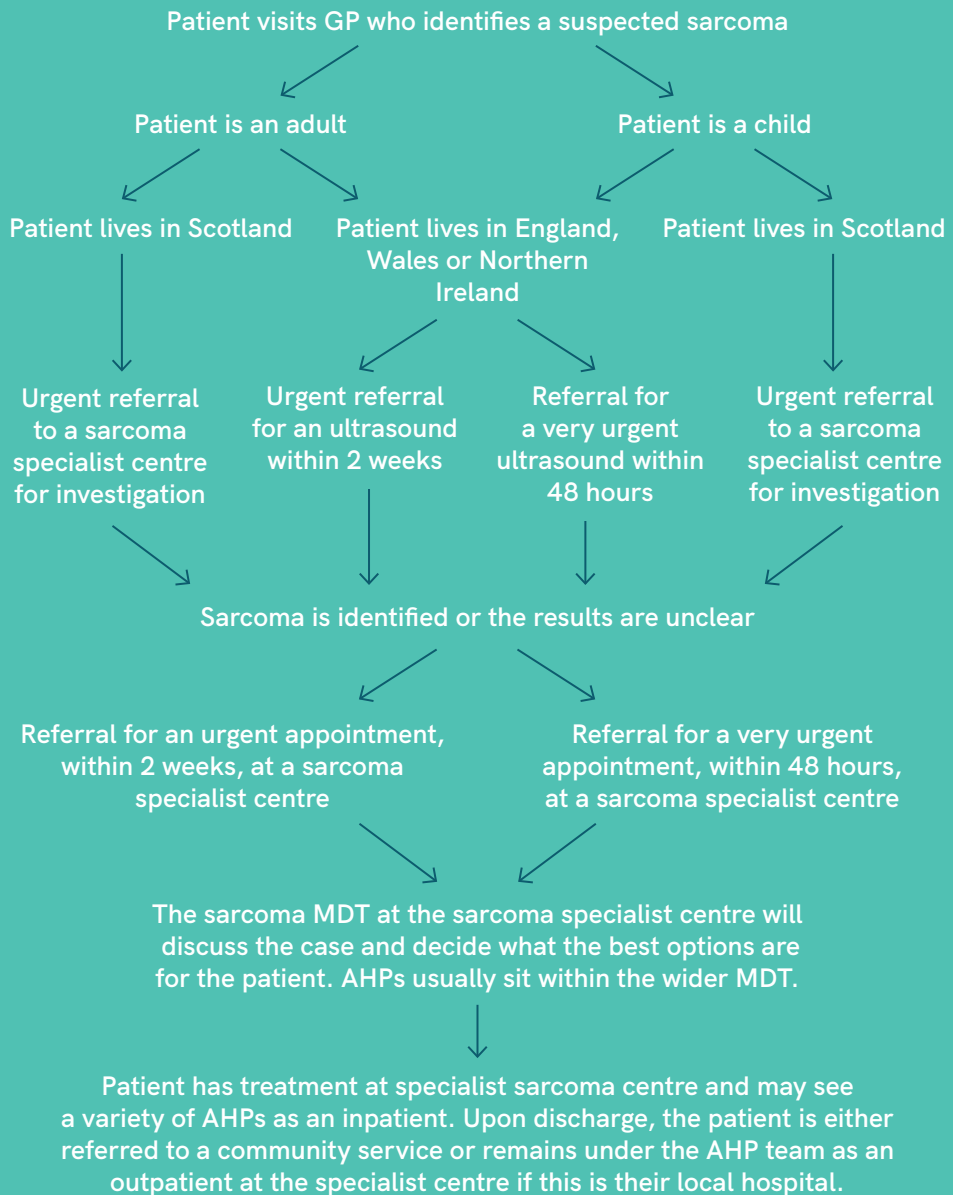 Patient visits GP who identifies a suspected sarcoma
Patient is an adult
Patient is a child
Patient lives in Scotland
Patient lives in England,
Wales or Northern
Ireland
Patient lives in Scotland
Urgent referral
to a sarcoma
specialist centre
for investigation
Urgent referral
for an ultrasound
within 2 weeks
Referral for
a very urgent
ultrasound within
48 hours
Urgent referral
to a sarcoma
specialist centre
for investigation
Sarcoma is identified or the results are unclear
Referral for an urgent appointment,
within 2 weeks, at a sarcoma
specialist centre
Referral for a very urgent
appointment, within 48 hours,
at a sarcoma specialist centre
The sarcoma MDT at the sarcoma specialist centre will
discuss the case and decide what the best options are
for the patient. AHPs usually sit within the wider MDT.
Patient has treatment at specialist sarcoma centre and may see
a variety of AHPs as an inpatient. Upon discharge, the patient is either
referred to a community service or remains under the AHP team as an
outpatient at the specialist centre if this is their local hospital.